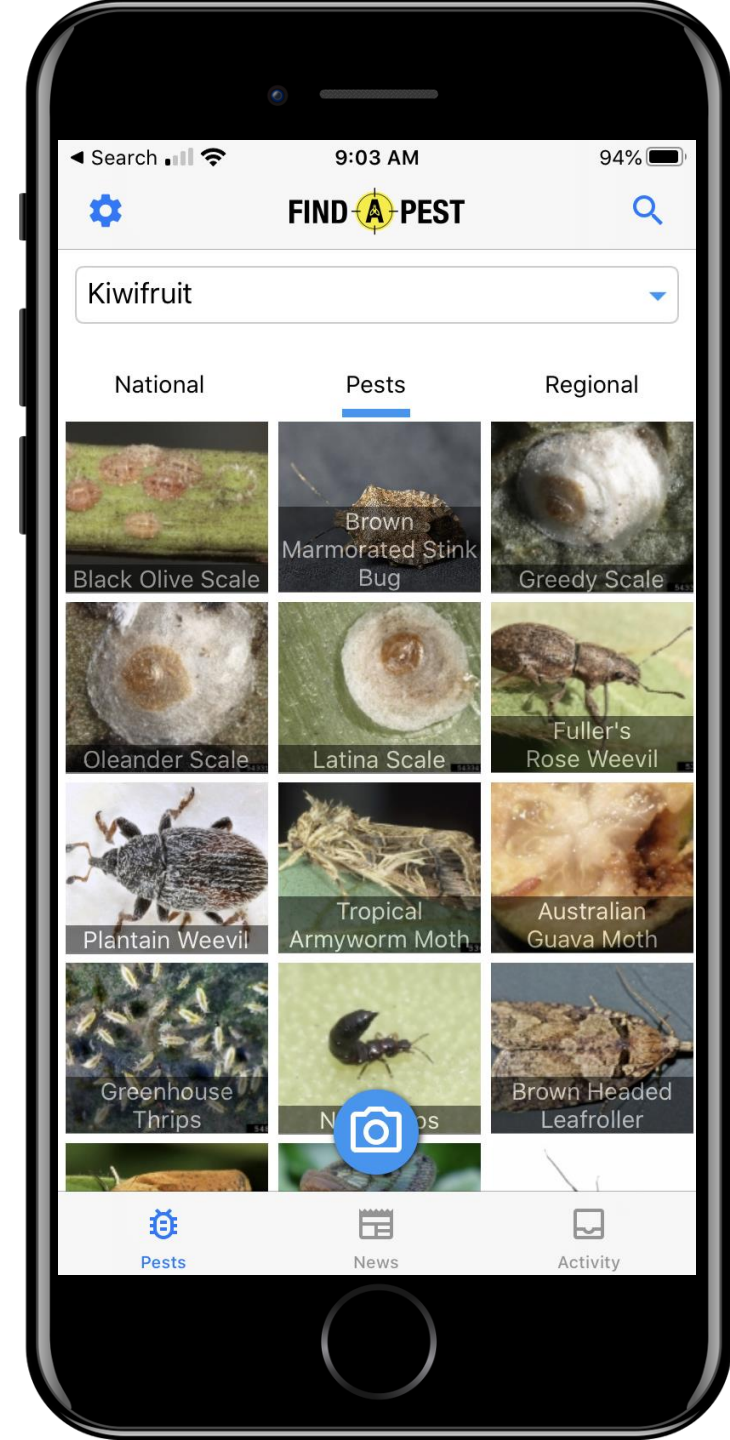 ◀ Search 9:03 AM 94%
FIND A PEST
Kiwifruit
National Pests Regional
Black Olive Scale
Brown
Marmorated Stink
Bug
Greedy Scale
Oleander Scale
Latina Scale
Fuller's
Rose Weevil
Plantain Weevil
Tropical
Armyworm Moth
Australian
Guava Moth
Greenhouse
Thrips
Brown Headed
Leafroller
Pests News Activity